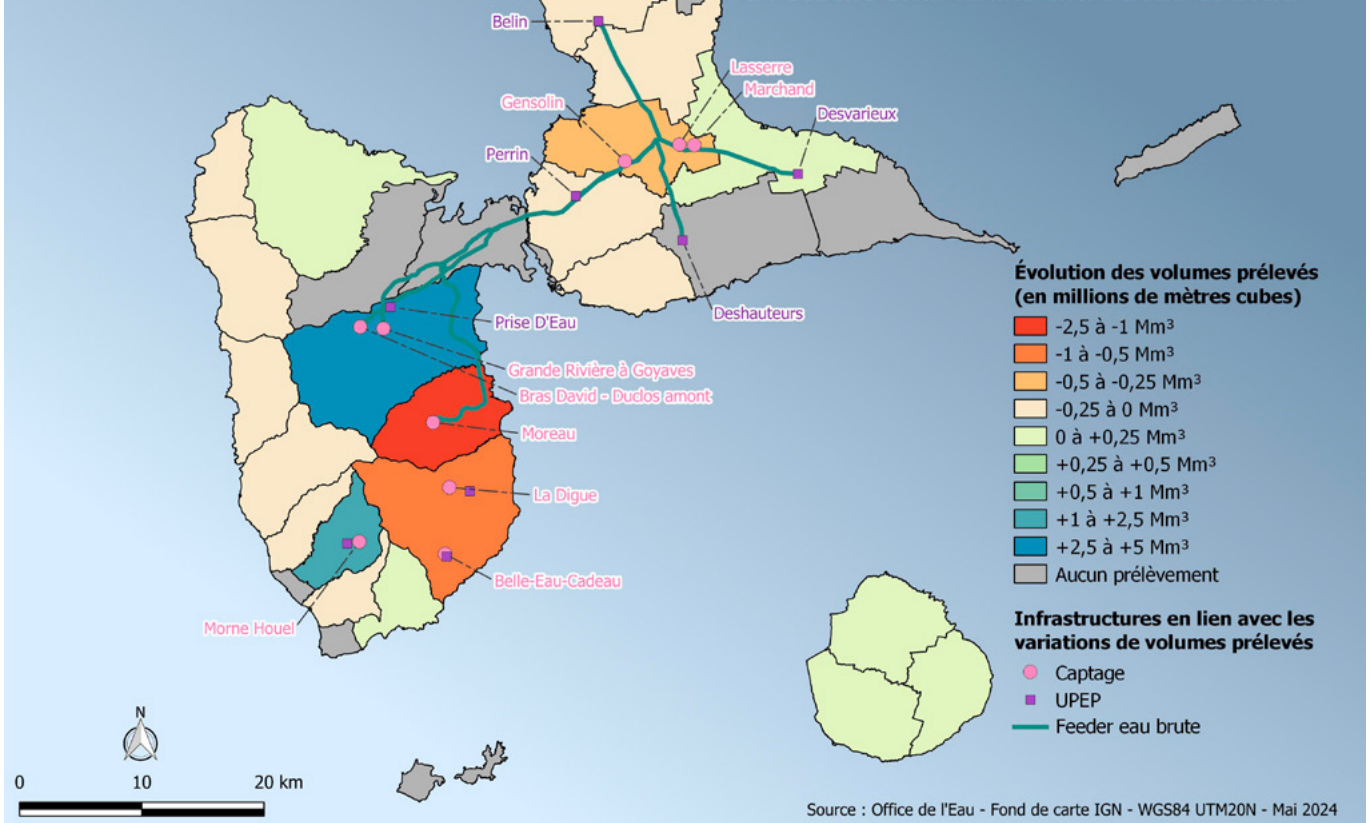 Belin
Lasserre
Marchand
Gensolin
Desvarieux
Perrin
Deshauteurs
Prise D'Eau
Grande Rivière à Goyaves
Bras David - Duclos amont
Moreau
La Digue
Belle-Eau-Cadeau
Morne Houel
Évolution des volumes prélevés
(en millions de mètres cubes)
-2,5 à -1 Mm³
-1 à -0,5 Mm³
-0,5 à -0,25 Mm³
-0,25 à 0 Mm³
0 à +0,25 Mm³
+0,25 à +0,5 Mm³
+0,5 à +1 Mm³
+1 à +2,5 Mm³
+2,5 à +5 Mm³
Aucun prélèvement
Infrastructures en lien avec les
variations de volumes prélevés
Captage
UPEP
Feeder eau brute
N
0 10 20 km
Source : Office de l'Eau - Fond de carte IGN - WGS84 UTM20N - Mai 2024